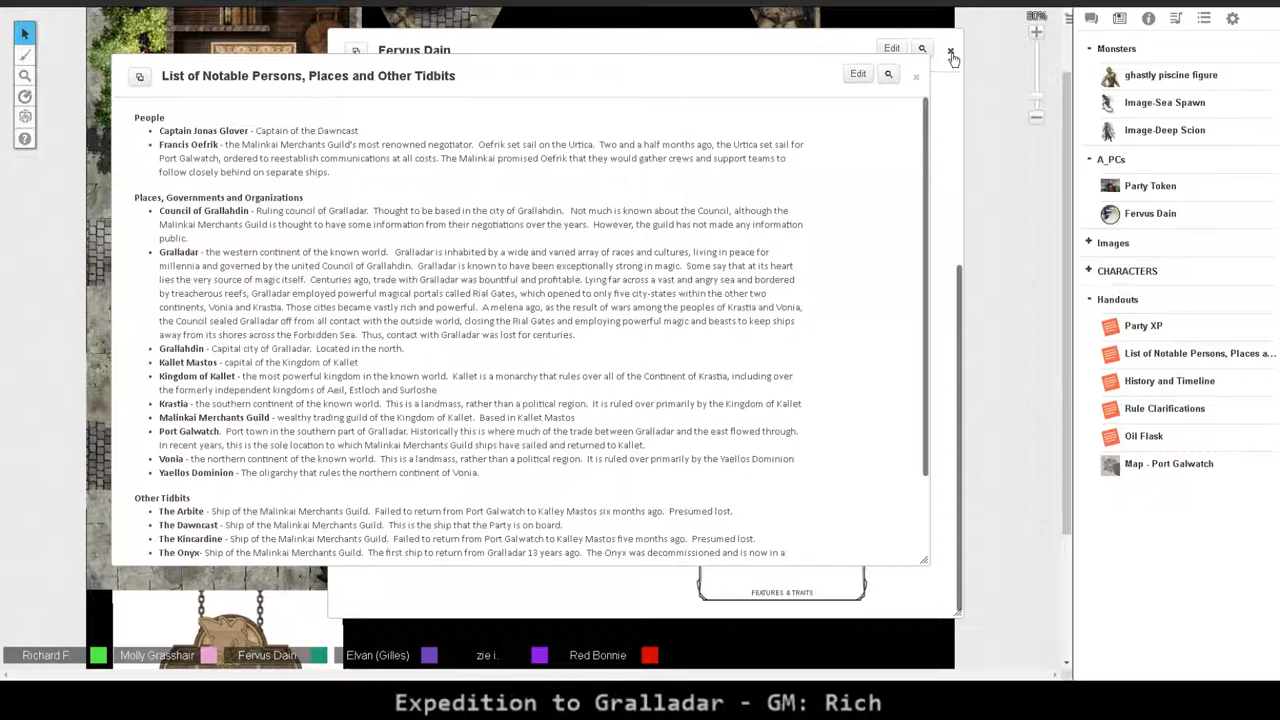 80%
Fervus Dain
Edit
List of Notable Persons, Places and Other Tidbits
Edit
People
Captain Jonas Glover - Captain of the Dawncast
Francis Oefrik - the Malinkai Merchants Guild's most renowned negotiator. Oefrik set sail on the Urtica. Two and a half months ago, the Urtica set sail for
Port Galwatch, ordered to reestablish communications at all costs. The Malinkai promised Oefrik that they would gather crews and support teams to
follow closely behind on separate ships.
Places, Governments and Organizations
Council of Grallahdin - Ruling council of Gralladar. Thought to be based in the city of Grallahdin. Not much is known about the Council, although the
Malinkai Merchants Guild is thought to have some information from their negotiations over the years. However, the guild has not made any information
public.
Gralladar - the western continent of the known world. Gralladar is inhabited by a wide and varied array of races and cultures, living in peace for
millennia and governed by the united Council of Grallahdin. Gralladar is known to have been exceptionally strong in magic. Some say that at its heart
lies the very source of magic itself. Centuries ago, trade with Gralladar was bountiful and profitable. Lying far across a vast and angry sea and bordered
by treacherous reefs, Gralladar employed powerful magical portals called Rial Gates, which opened to only five city-states within the other two
continents, Vonia and Krastia. Those cities became vastly rich and powerful. A melena ago, as the result of wars among the peoples of Krastia and Vonia,
the Council sealed Gralladar off from all contact with the outside world, closing the Rial Gates and employing powerful magic and beasts to keep ships
away from its shores across the Forbidden Sea. Thus, contact with Gralladar was lost for centuries.
Grallahdin - Capital city of Gralladar. Located in the north.
Kallet Mastos - capital of the Kingdom of Kallet
Kingdom of Kallet - the most powerful kingdom in the known world. Kallet is a monarchy that rules over all of the Continent of Krastia, including over
the formerly independent kingdoms of Aeil, Estloch and Surloshe
Krastia - the southern continent of the known world. This is a landmass, rather than a political region. It is ruled over primarily by the Kingdom of Kallet
Malinkai Merchants Guild - wealthy trading guild of the Kingdom of Kallet. Based in Kallet Mastos
Port Galwatch. Port town in the southern part of Gralladar. Historically this is where much of the trade between Gralladar and the east flowed through.
In recent years, this is the sole location to which Malinkai Merchants Guild ships have sailed and returned to Kallet.
Vonia - the northern continent of the known world. This is a landmass, rather than a political region. It is ruled over primarily by the Yaellos Dominion
Yaellos Dominion - The oligarchy that rules the northern continent of Vonia.
Other Tidbits
The Arbite - Ship of the Malinkai Merchants Guild. Failed to return from Port Galwatch to Kalley Mastos six months ago. Presumed lost.
The Dawncast - Ship of the Malinkai Merchants Guild. This is the ship that the Party is on board.
The Kincardine - Ship of the Malinkai Merchants Guild. Failed to return from Port Galwatch to Kalley Mastos five months ago. Presumed lost.
The Onyx- Ship of the Malinkai Merchants Guild. The first ship to return from Gralladar 13 years ago. The Onyx was decommissioned and is now in a
FEATURES & TRAITS
Richard F.
Molly Grasshair
Fervus Dain
Elvan (Gilles)
zie i.
Red Bonnie
Monsters
ghastly piscine figure
Image-Sea Spawn
Image-Deep Scion
A_PCs
Party Token
Fervus Dain
Images
CHARACTERS
Handouts
Party XP
List of Notable Persons, Places a...
History and Timeline
Rule Clarifications
Oil Flask
Map - Port Galwatch
Expedition to Gralladar - GM: Rich